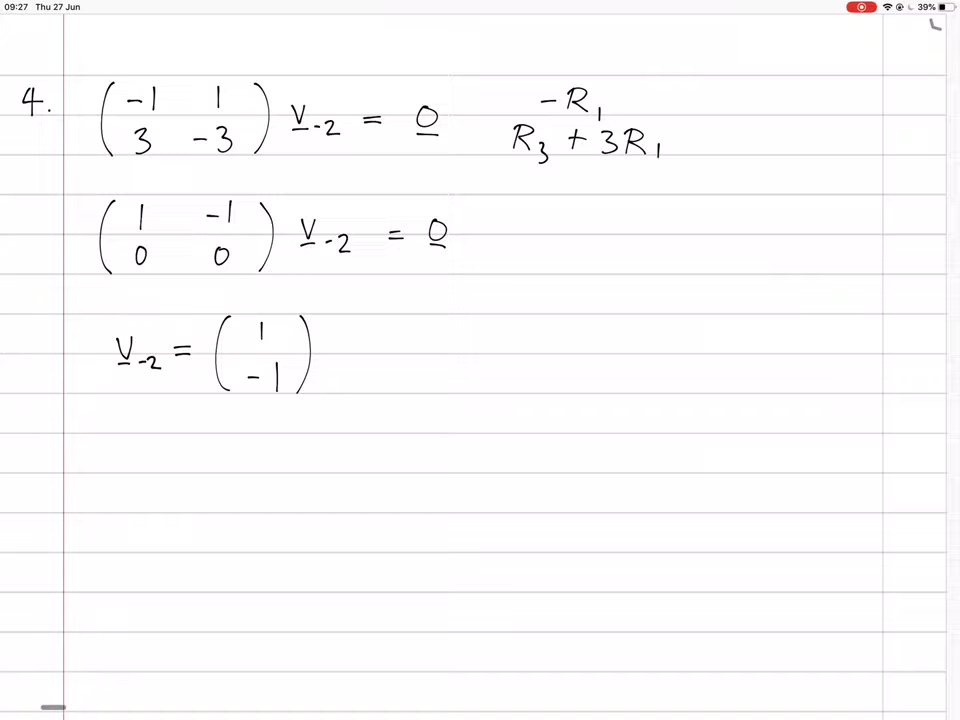 09:27 Thu 27 Jun 39%
4. ( -1 1 ) v₋₂ = 0 -R₁
( 3 -3 ) R₃ + 3R₁
( 1 -1 ) v₋₂ = 0
( 0 0 )
v₋₂ = ( 1 )
( -1 )